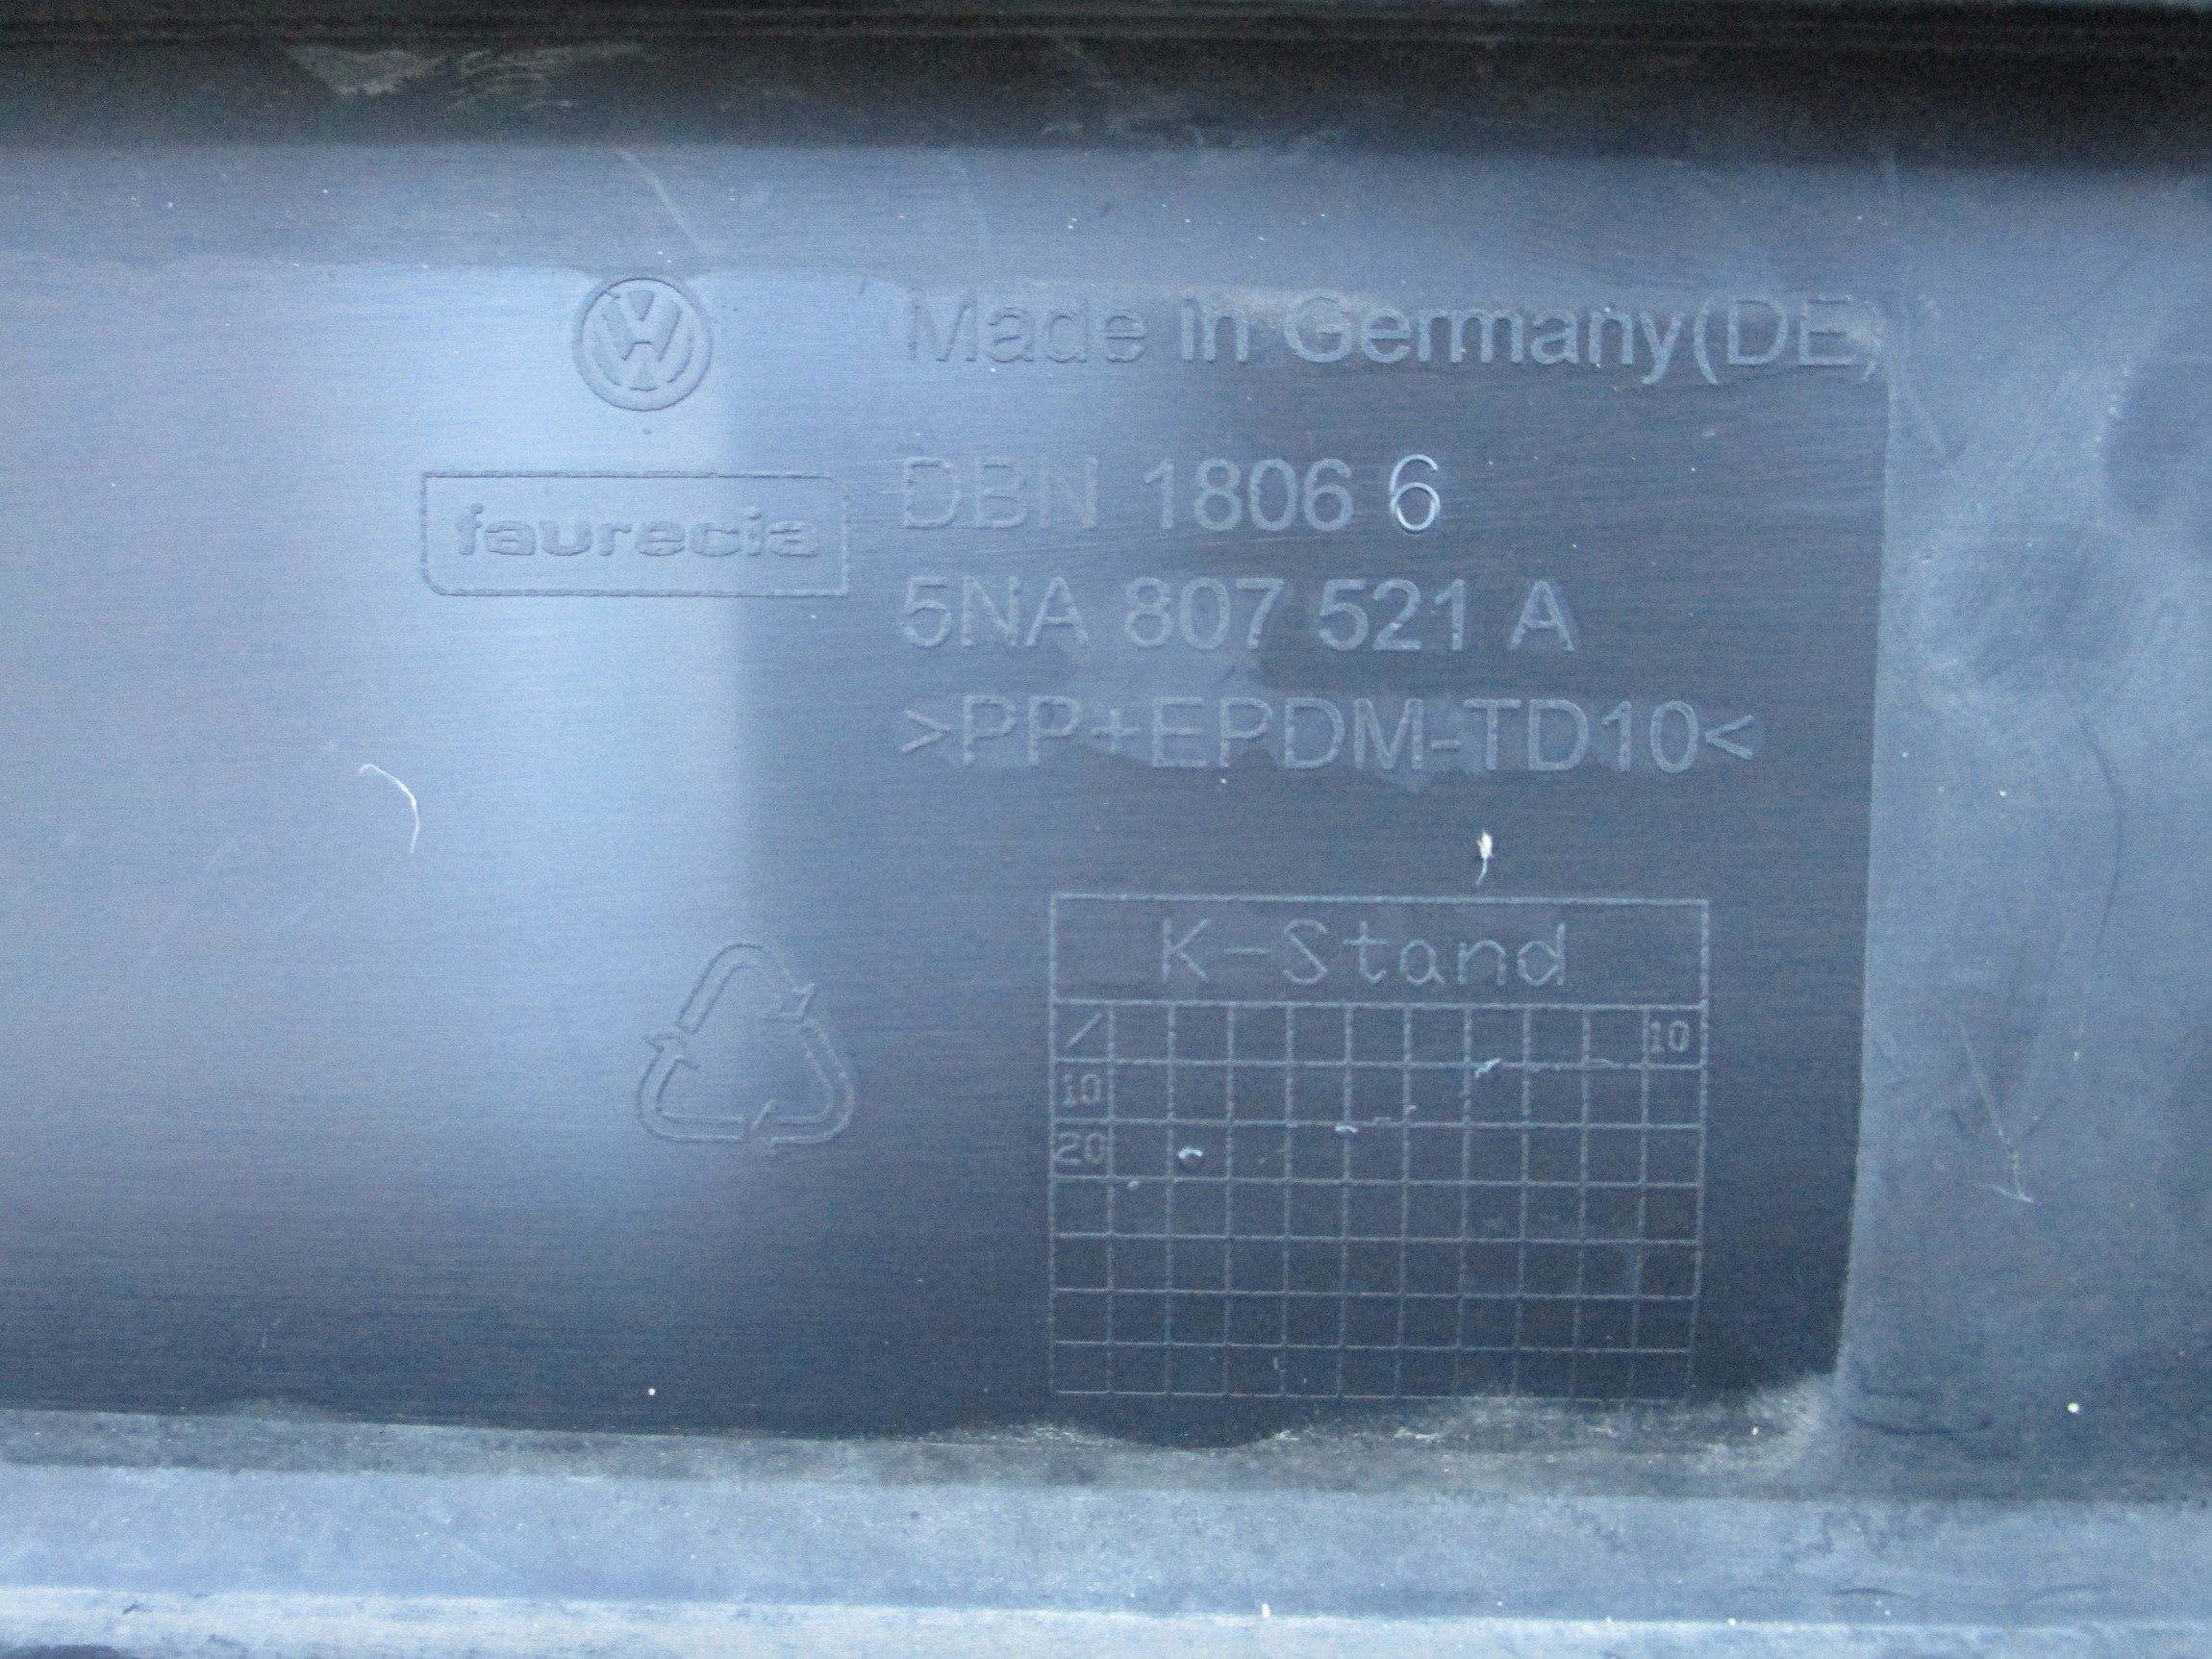 Made in Germany(DE)
faurecia
DBN 1806 6
5NA 807 521 A
>PP+EPDM-TD10<
K-Stand
/ 10
10
20